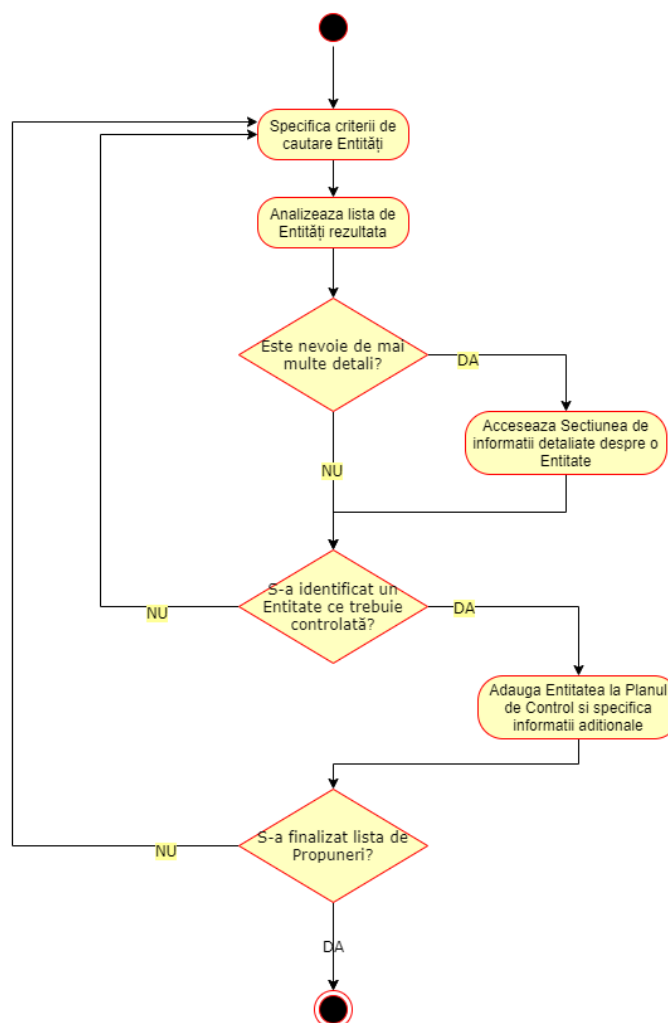 Specifica criterii de
cautare Entități
Analizeaza lista de
Entități rezultata
Este nevoie de mai
multe detali?
DA
Acceseaza Sectiunea de
informatii detaliate despre o
Entitate
NU
S-a identificat un
Entitate ce trebuie
controlată?
NU
DA
Adauga Entitatea la Planul
de Control si specifica
informatii aditionale
S-a finalizat lista de
Propuneri?
NU
DA